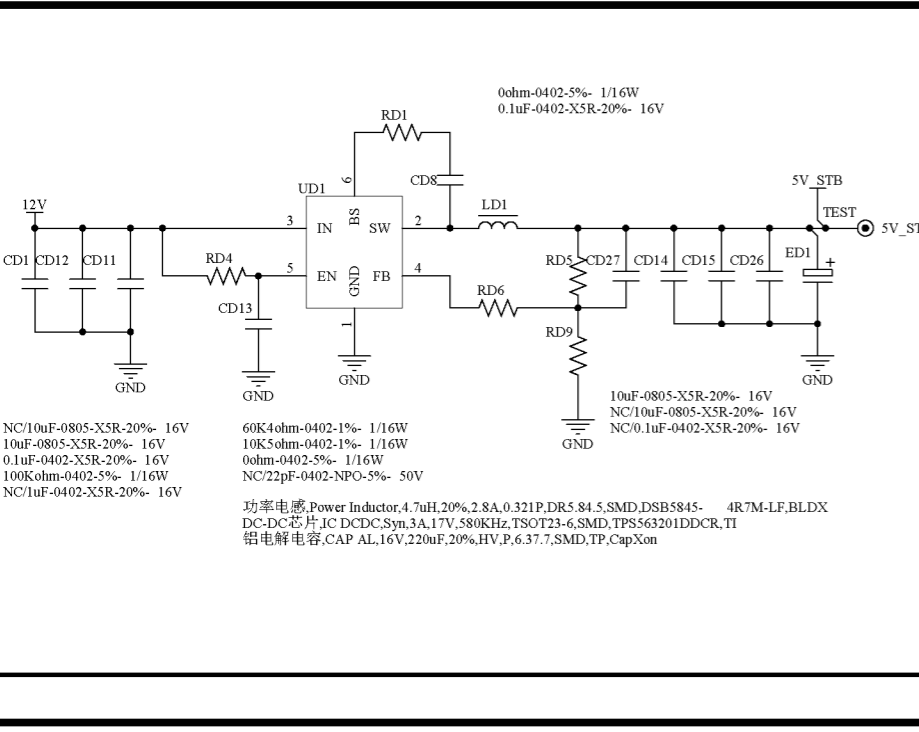 0ohm-0402-5%- 1/16W
0.1uF-0402-X5R-20%- 16V
RD1
CD8
6
UD1
BS
12V
3
IN
SW
2
LD1
5V_STB
TEST
5V_ST
CD1
CD12
CD11
RD4
5
EN
GND
FB
4
RD5
CD27
CD14
CD15
CD26
ED1
+
RD6
CD13
1
RD9
GND
GND
GND
GND
GND
10uF-0805-X5R-20%- 16V
NC/10uF-0805-X5R-20%- 16V
NC/0.1uF-0402-X5R-20%- 16V
NC/10uF-0805-X5R-20%- 16V
10uF-0805-X5R-20%- 16V
0.1uF-0402-X5R-20%- 16V
100Kohm-0402-5%- 1/16W
NC/1uF-0402-X5R-20%- 16V
60K4ohm-0402-1%- 1/16W
10K5ohm-0402-1%- 1/16W
0ohm-0402-5%- 1/16W
NC/22pF-0402-NPO-5%- 50V
功率电感,Power Inductor,4.7uH,20%,2.8A,0.321P,DR5.84.5,SMD,DSB5845- 4R7M-LF,BLDX
DC-DC芯片,IC DCDC,Syn,3A,17V,580KHz,TSOT23-6,SMD,TPS563201DDCR,TI
铝电解电容,CAP AL,16V,220uF,20%,HV,P,6.37.7,SMD,TP,CapXon